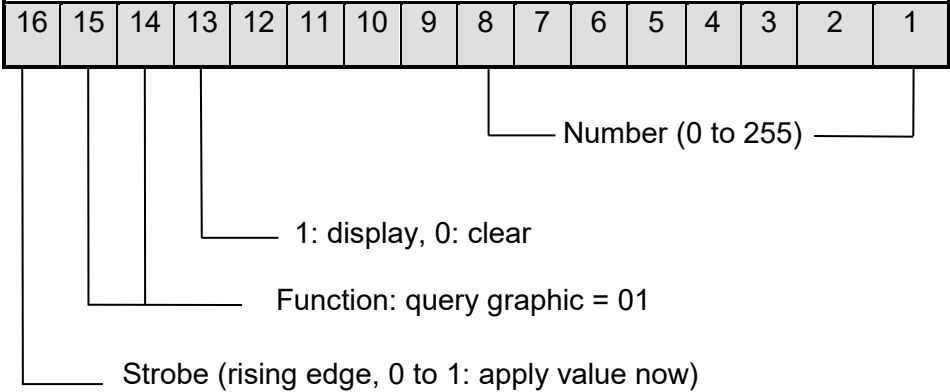 16 15 14 13 12 11 10 9 8 7 6 5 4 3 2 1
Number (0 to 255)
1: display, 0: clear
Function: query graphic = 01
Strobe (rising edge, 0 to 1: apply value now)